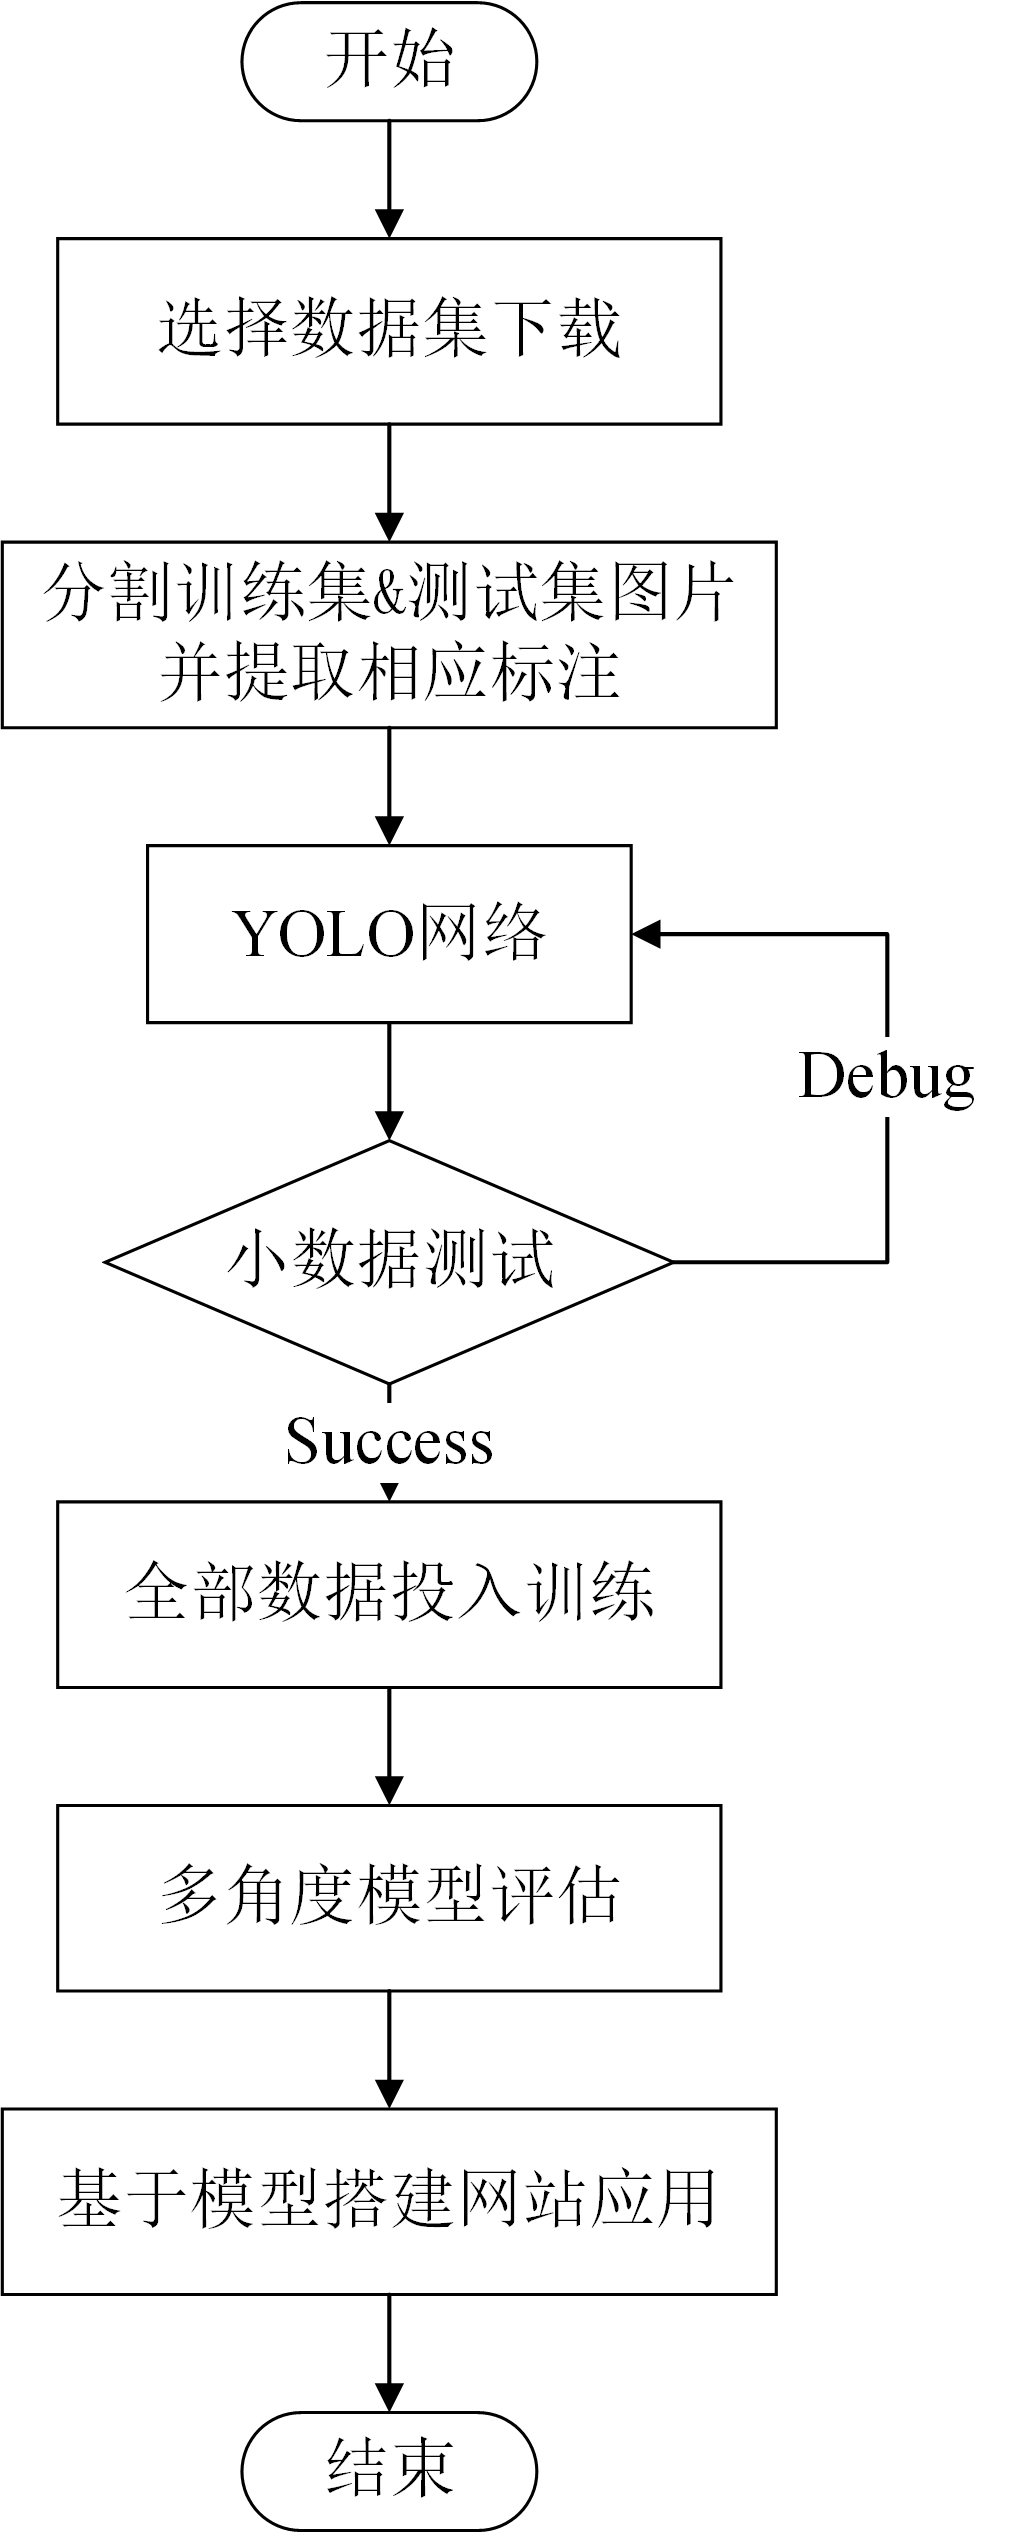 开始
选择数据集下载
分割训练集&测试集图片
并提取相应标注
YOLO网络
Debug
小数据测试
Success
全部数据投入训练
多角度模型评估
基于模型搭建网站应用
结束